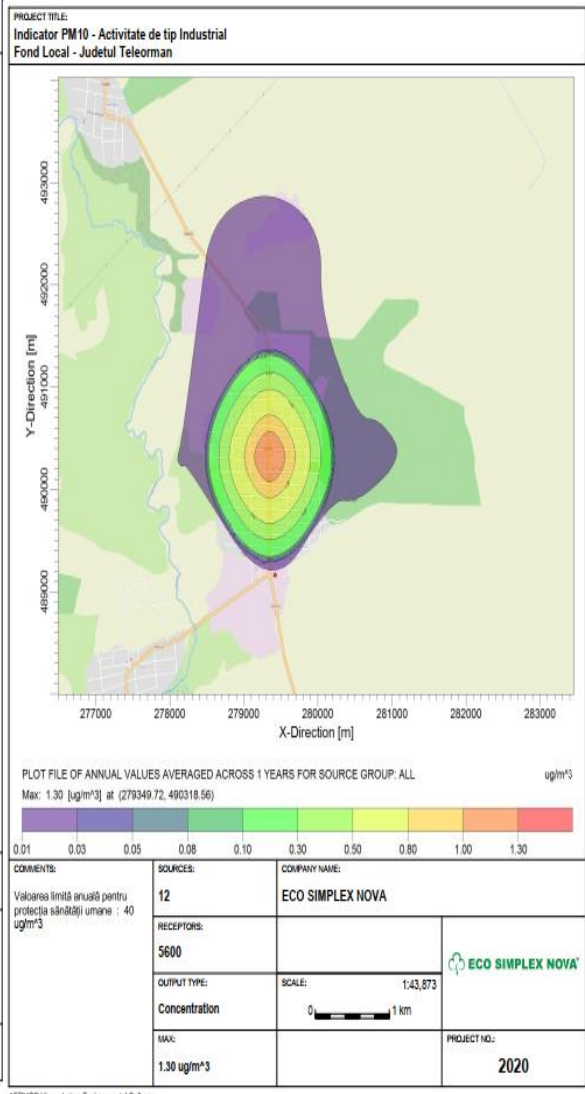 PROJECT TITLE:
Indicator PM10 - Activitate de tip Industrial
Fond Local - Judetul Teleorman
Y-Direction [m]
493000
492000
491000
490000
489000
277000 278000 279000 280000 281000 282000 283000
X-Direction [m]
PLOT FILE OF ANNUAL VALUES AVERAGED ACROSS 1 YEARS FOR SOURCE GROUP: ALL ug/m^3
Max: 1.30 [ug/m^3] at (279349.72, 490318.56)
0.01 0.03 0.05 0.08 0.10 0.30 0.50 0.80 1.00 1.30
COMMENTS:
Valoarea limită anuală pentru
protecția sănătății umane : 40
ug/m^3
SOURCES:
12
COMPANY NAME:
ECO SIMPLEX NOVA
RECEPTORS:
5600
ECO SIMPLEX NOVA
OUTPUT TYPE:
Concentration
SCALE: 1:43,873
0 1 km
MAX:
1.30 ug/m^3
PROJECT NO.:
2020